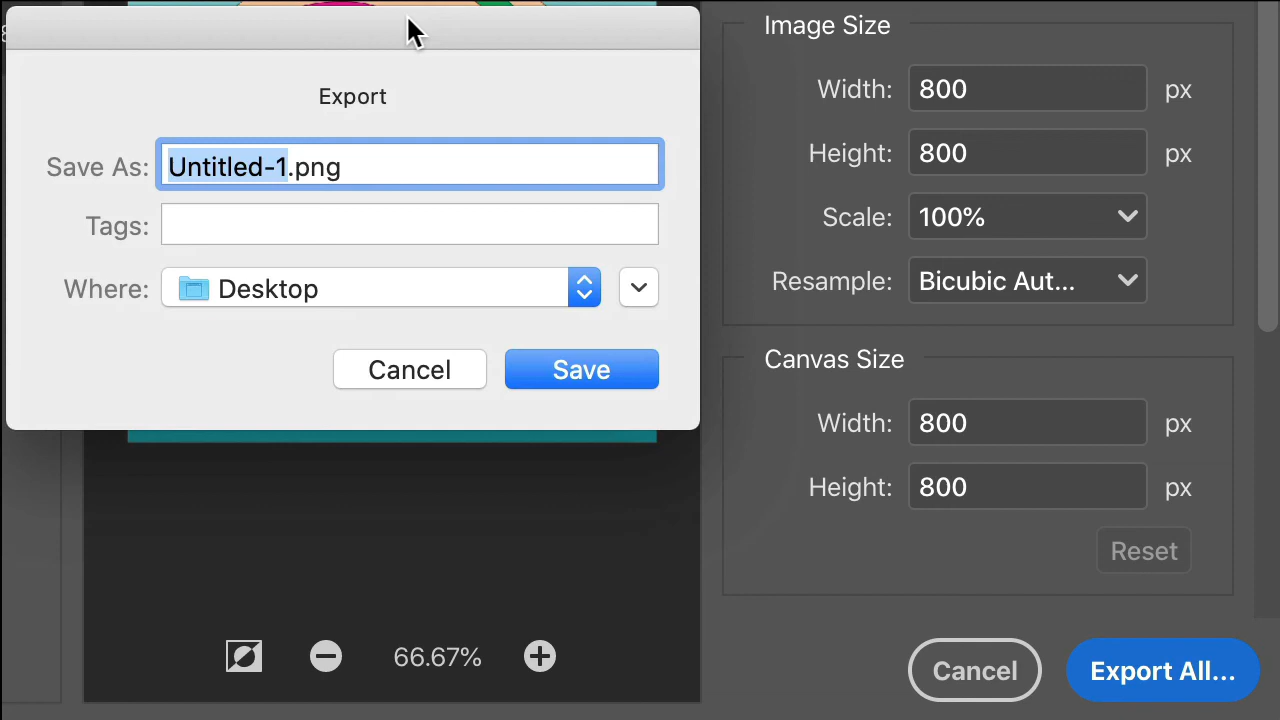 Export
Save As: Untitled-1.png
Tags:
Where: Desktop
Cancel Save
66.67%
Image Size
Width: 800 px
Height: 800 px
Scale: 100%
Resample: Bicubic Aut...
Canvas Size
Width: 800 px
Height: 800 px
Reset
Cancel Export All...